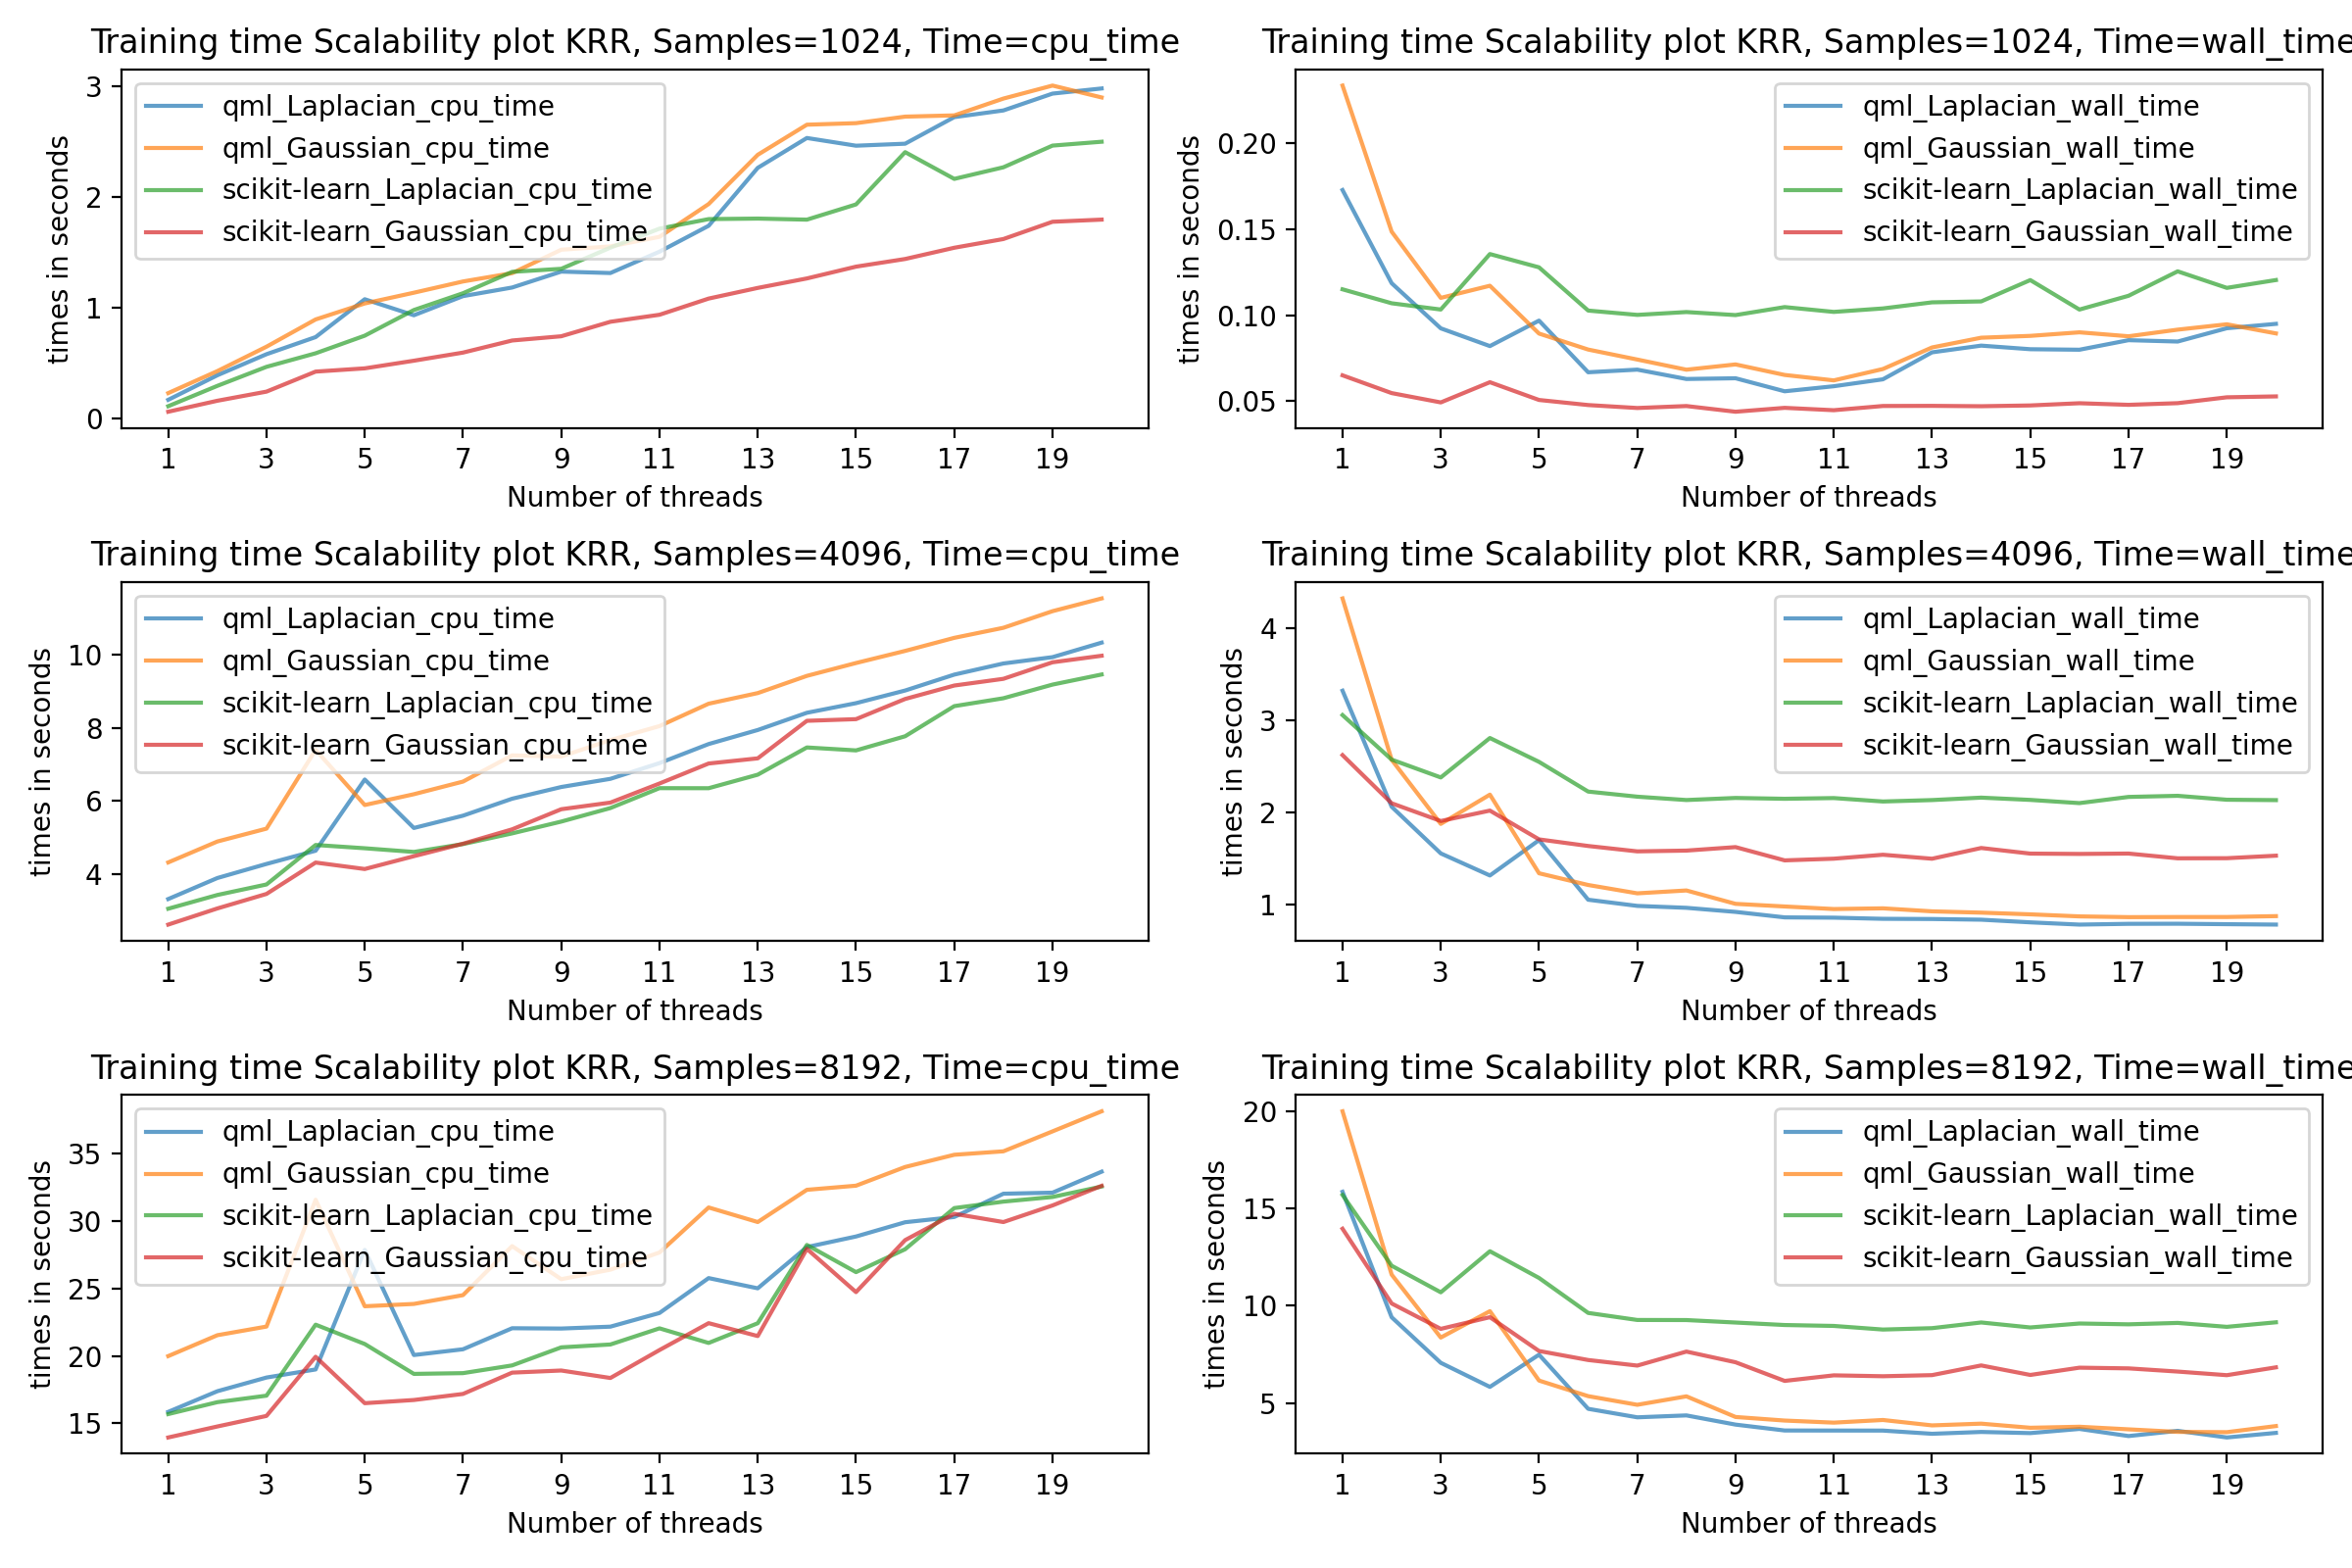 Training time Scalability plot KRR, Samples=1024, Time=cpu_time
times in seconds
3
2
1
0
qml_Laplacian_cpu_time
qml_Gaussian_cpu_time
scikit-learn_Laplacian_cpu_time
scikit-learn_Gaussian_cpu_time
1 3 5 7 9 11 13 15 17 19
Number of threads
Training time Scalability plot KRR, Samples=1024, Time=wall_time
times in seconds
0.20
0.15
0.10
0.05
qml_Laplacian_wall_time
qml_Gaussian_wall_time
scikit-learn_Laplacian_wall_time
scikit-learn_Gaussian_wall_time
1 3 5 7 9 11 13 15 17 19
Number of threads
Training time Scalability plot KRR, Samples=4096, Time=cpu_time
times in seconds
10
8
6
4
qml_Laplacian_cpu_time
qml_Gaussian_cpu_time
scikit-learn_Laplacian_cpu_time
scikit-learn_Gaussian_cpu_time
1 3 5 7 9 11 13 15 17 19
Number of threads
Training time Scalability plot KRR, Samples=4096, Time=wall_time
times in seconds
4
3
2
1
qml_Laplacian_wall_time
qml_Gaussian_wall_time
scikit-learn_Laplacian_wall_time
scikit-learn_Gaussian_wall_time
1 3 5 7 9 11 13 15 17 19
Number of threads
Training time Scalability plot KRR, Samples=8192, Time=cpu_time
times in seconds
35
30
25
20
15
qml_Laplacian_cpu_time
qml_Gaussian_cpu_time
scikit-learn_Laplacian_cpu_time
scikit-learn_Gaussian_cpu_time
1 3 5 7 9 11 13 15 17 19
Number of threads
Training time Scalability plot KRR, Samples=8192, Time=wall_time
times in seconds
20
15
10
5
qml_Laplacian_wall_time
qml_Gaussian_wall_time
scikit-learn_Laplacian_wall_time
scikit-learn_Gaussian_wall_time
1 3 5 7 9 11 13 15 17 19
Number of threads